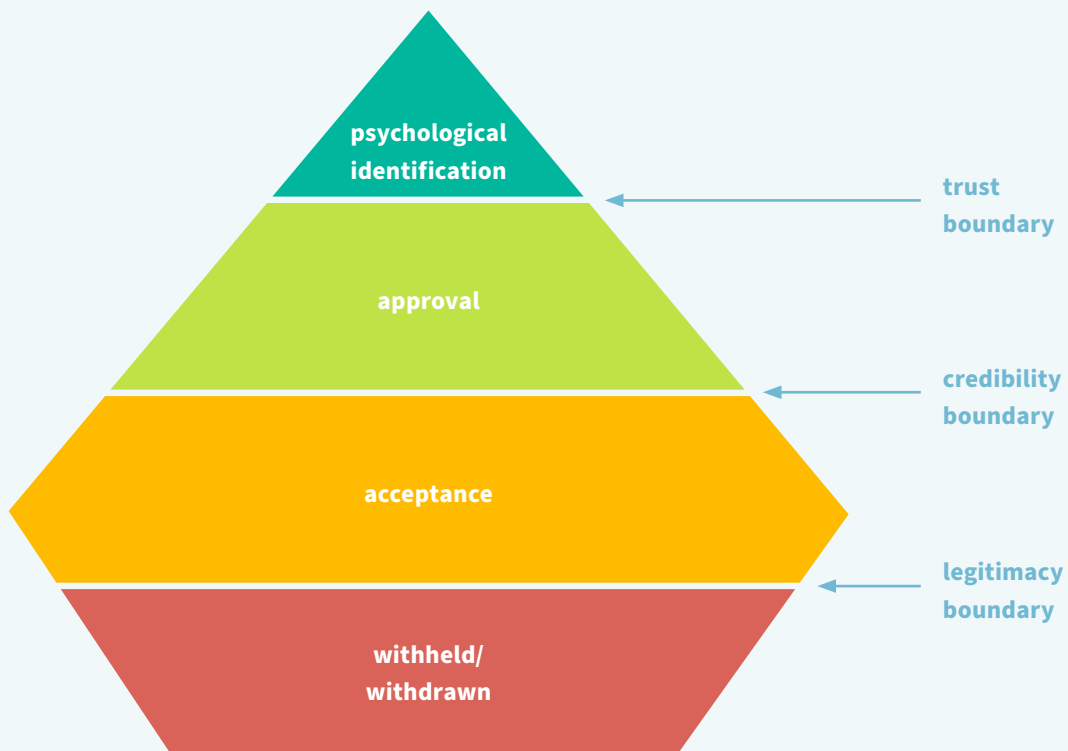 psychological
identification
trust
boundary
approval
credibility
boundary
acceptance
legitimacy
boundary
withheld/
withdrawn